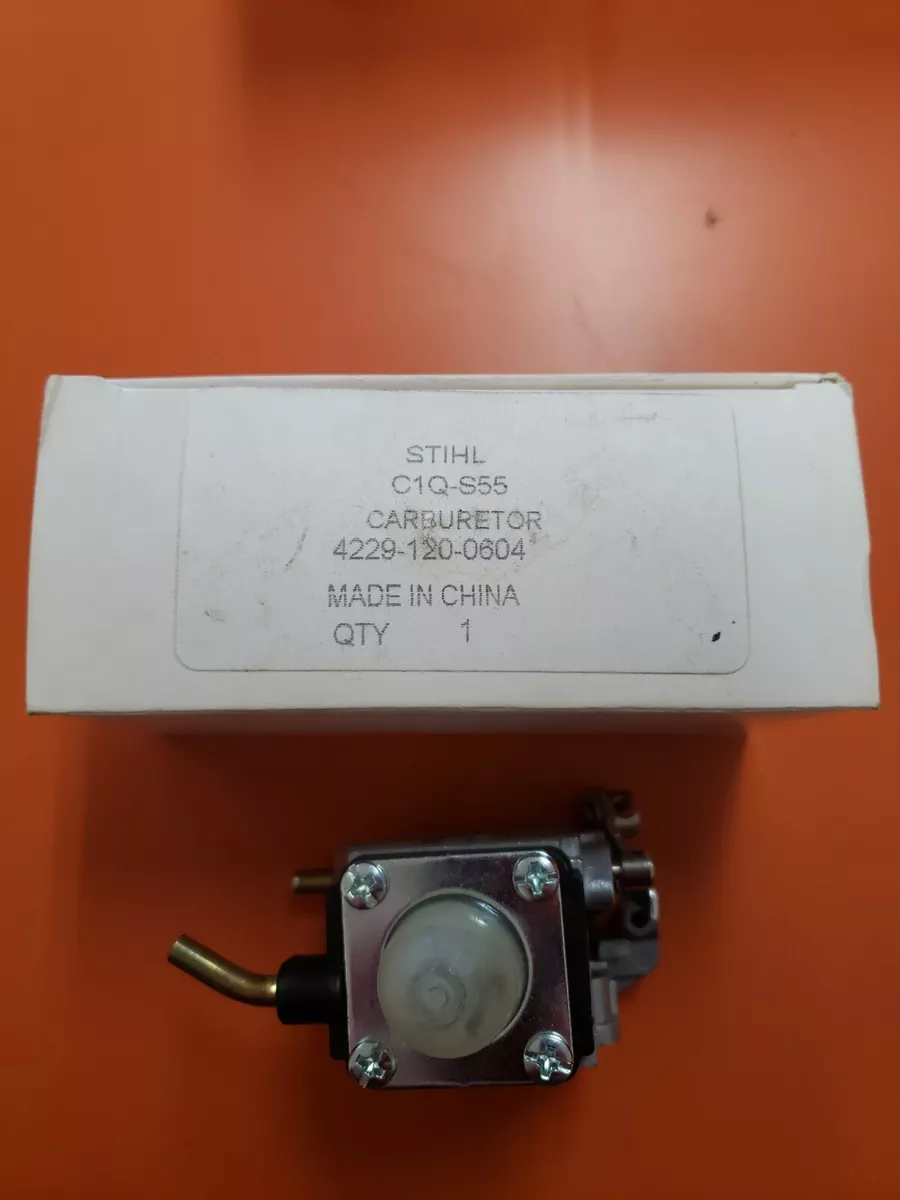 STIHL
C1Q-S55
CARBURETOR
4229-120-0604
MADE IN CHINA
QTY 1